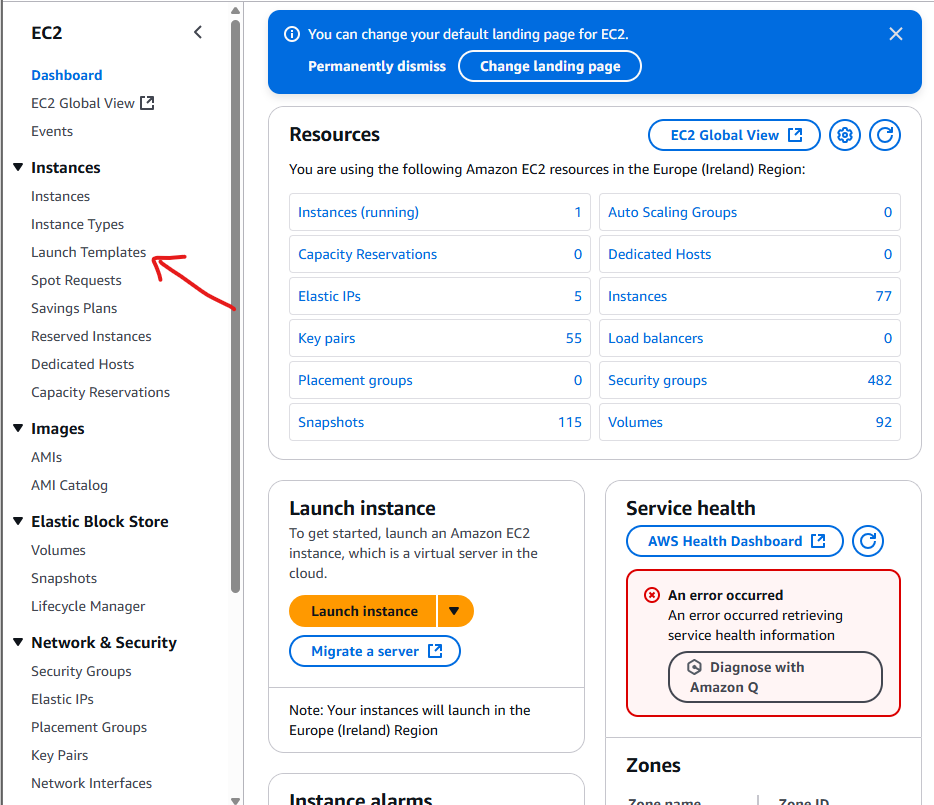 EC2
Dashboard
EC2 Global View
Events
Instances
Instances
Instance Types
Launch Templates
Spot Requests
Savings Plans
Reserved Instances
Dedicated Hosts
Capacity Reservations
Images
AMIs
AMI Catalog
Elastic Block Store
Volumes
Snapshots
Lifecycle Manager
Network & Security
Security Groups
Elastic IPs
Placement Groups
Key Pairs
Network Interfaces
You can change your default landing page for EC2.
Permanently dismiss Change landing page
Resources
EC2 Global View
You are using the following Amazon EC2 resources in the Europe (Ireland) Region:
Instances (running) 1 Auto Scaling Groups 0
Capacity Reservations 0 Dedicated Hosts 0
Elastic IPs 5 Instances 77
Key pairs 55 Load balancers 0
Placement groups 0 Security groups 482
Snapshots 115 Volumes 92
Launch instance
To get started, launch an Amazon EC2
instance, which is a virtual server in the
cloud.
Launch instance
Migrate a server
Note: Your instances will launch in the
Europe (Ireland) Region
Instance alarms
Service health
AWS Health Dashboard
An error occurred
An error occurred retrieving
service health information
Diagnose with
Amazon Q
Zones
Zone name Zone ID